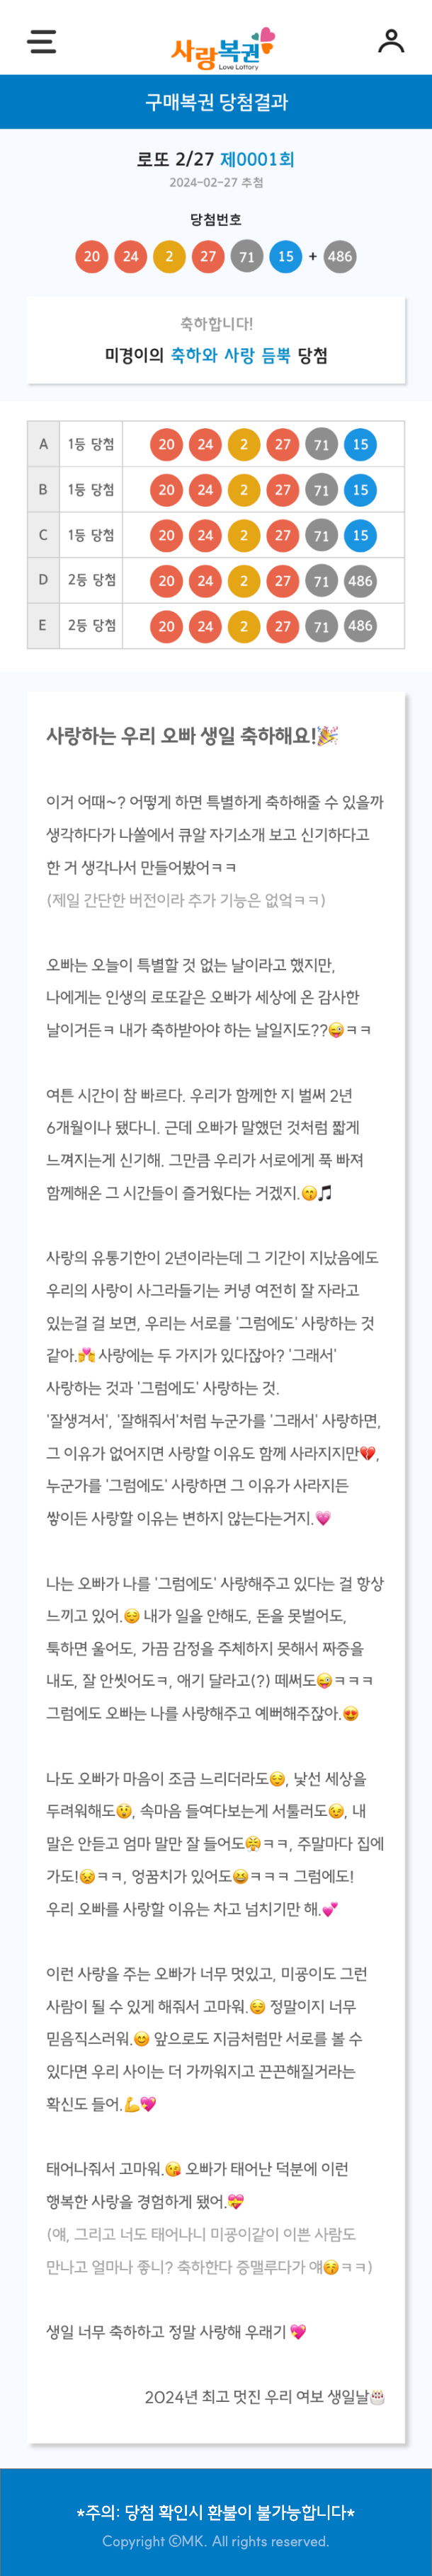 사랑복권
Love Lottery
구매복권 당첨결과
로또 2/27 제0001회
2024-02-27 추첨
당첨번호
20 24 2 27 71 15 + 486
축하합니다!
미경이의 축하와 사랑 듬뿍 당첨
A 1등 당첨 20 24 2 27 71 15
B 1등 당첨 20 24 2 27 71 15
C 1등 당첨 20 24 2 27 71 15
D 2등 당첨 20 24 2 27 71 486
E 2등 당첨 20 24 2 27 71 486
사랑하는 우리 오빠 생일 축하해요!🎉
이거 어때~? 어떻게 하면 특별하게 축하해줄 수 있을까
생각하다가 나쏠에서 큐알 자기소개 보고 신기하다고
한 거 생각나서 만들어봤어ㅋㅋ
(제일 간단한 버전이라 추가 기능은 없엌ㅋㅋ)
오빠는 오늘이 특별할 것 없는 날이라고 했지만,
나에게는 인생의 로또같은 오빠가 세상에 온 감사한
날이거든ㅋ 내가 축하받아야 하는 날일지도??😜ㅋㅋ
여튼 시간이 참 빠르다. 우리가 함께한 지 벌써 2년
6개월이나 됐다니. 근데 오빠가 말했던 것처럼 짧게
느껴지는게 신기해. 그만큼 우리가 서로에게 푹 빠져
함께해온 그 시간들이 즐거웠다는 거겠지.😙🎵
사랑의 유통기한이 2년이라는데 그 기간이 지났음에도
우리의 사랑이 사그라들기는 커녕 여전히 잘 자라고
있는걸 걸 보면, 우리는 서로를 '그럼에도' 사랑하는 것
같아.💏 사랑에는 두 가지가 있다잖아? '그래서'
사랑하는 것과 '그럼에도' 사랑하는 것.
'잘생겨서', '잘해줘서'처럼 누군가를 '그래서' 사랑하면,
그 이유가 없어지면 사랑할 이유도 함께 사라지지만💔,
누군가를 '그럼에도' 사랑하면 그 이유가 사라지든
쌓이든 사랑할 이유는 변하지 않는다는거지.💗
나는 오빠가 나를 '그럼에도' 사랑해주고 있다는 걸 항상
느끼고 있어.😌 내가 일을 안해도, 돈을 못벌어도,
툭하면 울어도, 가끔 감정을 주체하지 못해서 짜증을
내도, 잘 안씻어도ㅋ, 애기 달라고(?) 떼써도😜ㅋㅋㅋ
그럼에도 오빠는 나를 사랑해주고 예뻐해주잖아.😍
나도 오빠가 마음이 조금 느리더라도😌, 낯선 세상을
두려워해도😲, 속마음 들여다보는게 서툴러도😉, 내
말은 안듣고 엄마 말만 잘 들어도😤ㅋㅋ, 주말마다 집에
가도!😣ㅋㅋ, 엉꿈치가 있어도😆ㅋㅋㅋ 그럼에도!
우리 오빠를 사랑할 이유는 차고 넘치기만 해.💕
이런 사랑을 주는 오빠가 너무 멋있고, 미굥이도 그런
사람이 될 수 있게 해줘서 고마워.😌 정말이지 너무
믿음직스러워.😊 앞으로도 지금처럼만 서로를 볼 수
있다면 우리 사이는 더 가까워지고 끈끈해질거라는
확신도 들어.💪💖
태어나줘서 고마워.😘 오빠가 태어난 덕분에 이런
행복한 사랑을 경험하게 됐어.💝
(얘, 그리고 너도 태어나니 미굥이같이 이쁜 사람도
만나고 얼마나 좋니? 축하한다 증맬루다가 얘😚ㅋㅋ)
생일 너무 축하하고 정말 사랑해 우래기 💖
2024년 최고 멋진 우리 여보 생일날🎂
*주의: 당첨 확인시 환불이 불가능합니다*
Copyright ©MK. All rights reserved.